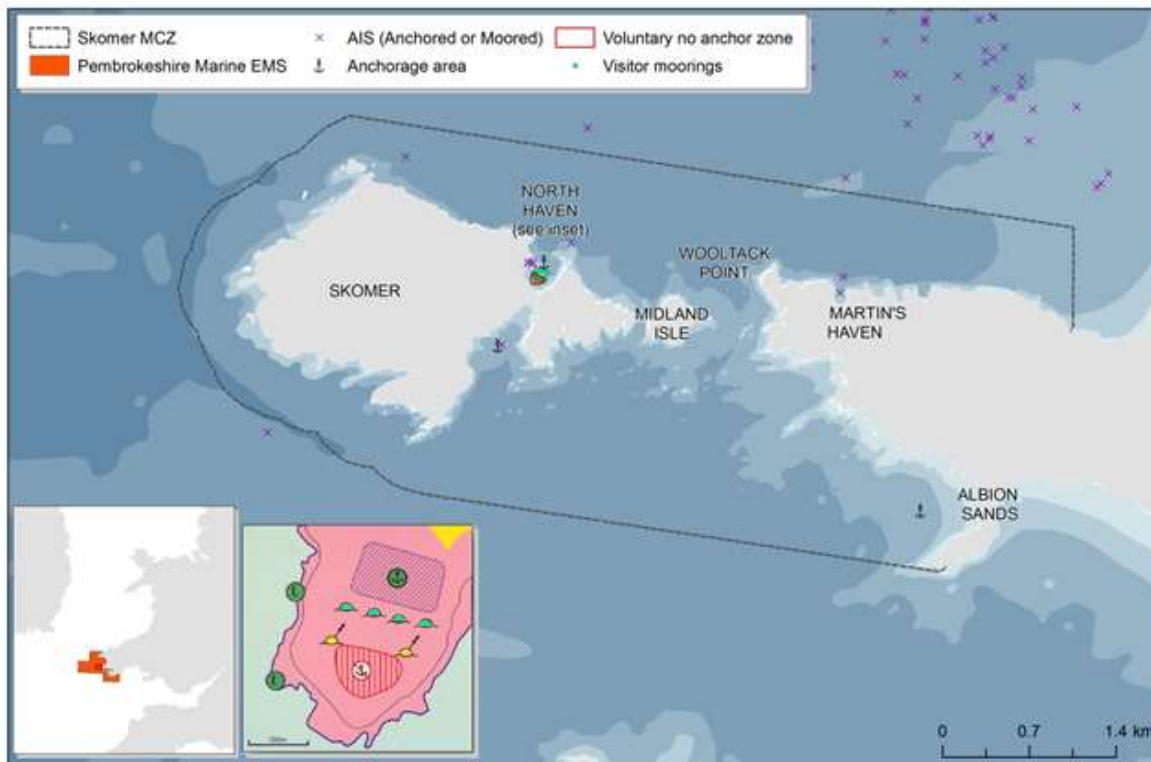 Skomer MCZ
AIS (Anchored or Moored)
Voluntary no anchor zone
Pembrokeshire Marine EMS
Anchorage area
Visitor moorings
NORTH
HAVEN
(see inset)
WOOLTACK
POINT
SKOMER
MIDLAND
ISLE
MARTIN'S
HAVEN
ALBION
SANDS
0 0.7 1.4 km